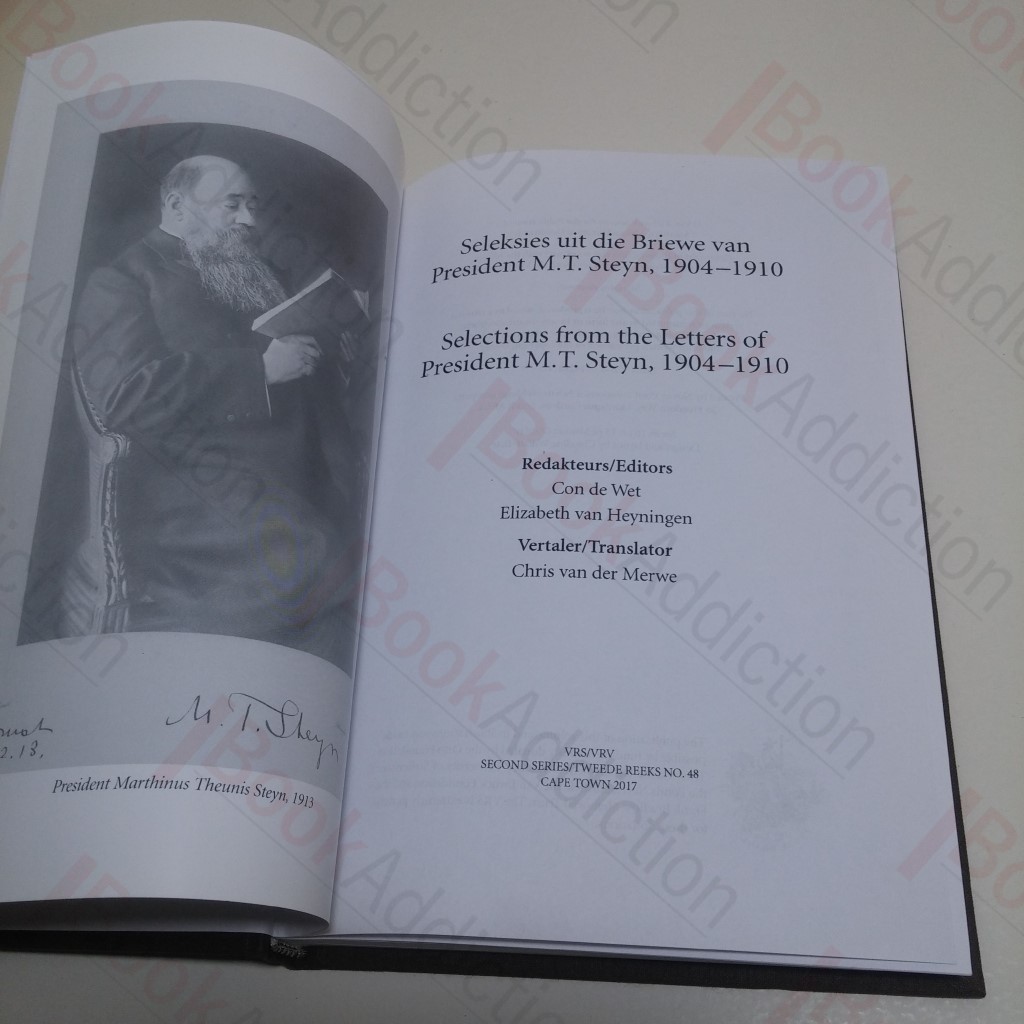 M. T. Steyn
2.13.
President Marthinus Theunis Steyn, 1913
Seleksies uit die Briewe van
President M.T. Steyn, 1904–1910
Selections from the Letters of
President M.T. Steyn, 1904–1910
Redakteurs/Editors
Con de Wet
Elizabeth van Heyningen
Vertaler/Translator
Chris van der Merwe
VRS/VRV
SECOND SERIES/TWEEDE REEKS NO. 48
CAPE TOWN 2017
BookAddiction